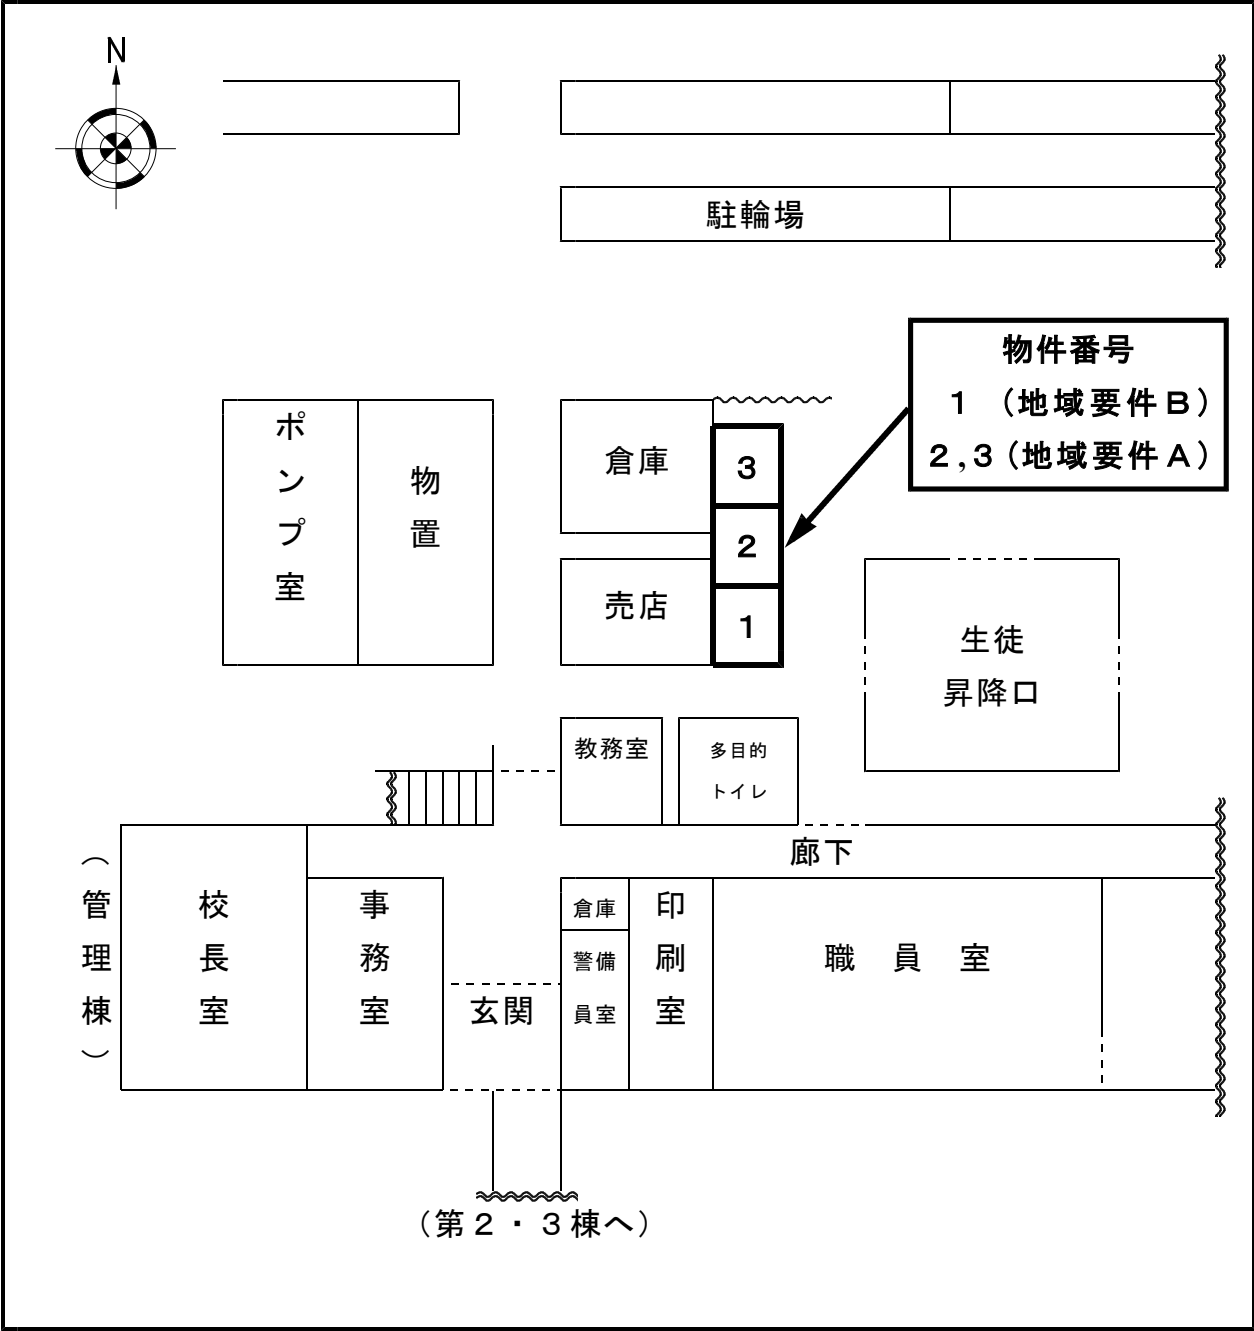 N
駐輪場
物件番号
１ （地域要件Ｂ）
２,３（地域要件Ａ）
ポンプ室
物置
倉庫
３
２
売店
１
生徒
昇降口
教務室
多目的
トイレ
廊下
（管理棟）
校長室
事務室
玄関
倉庫
警備
員室
印刷室
職員室
（第２・３棟へ）